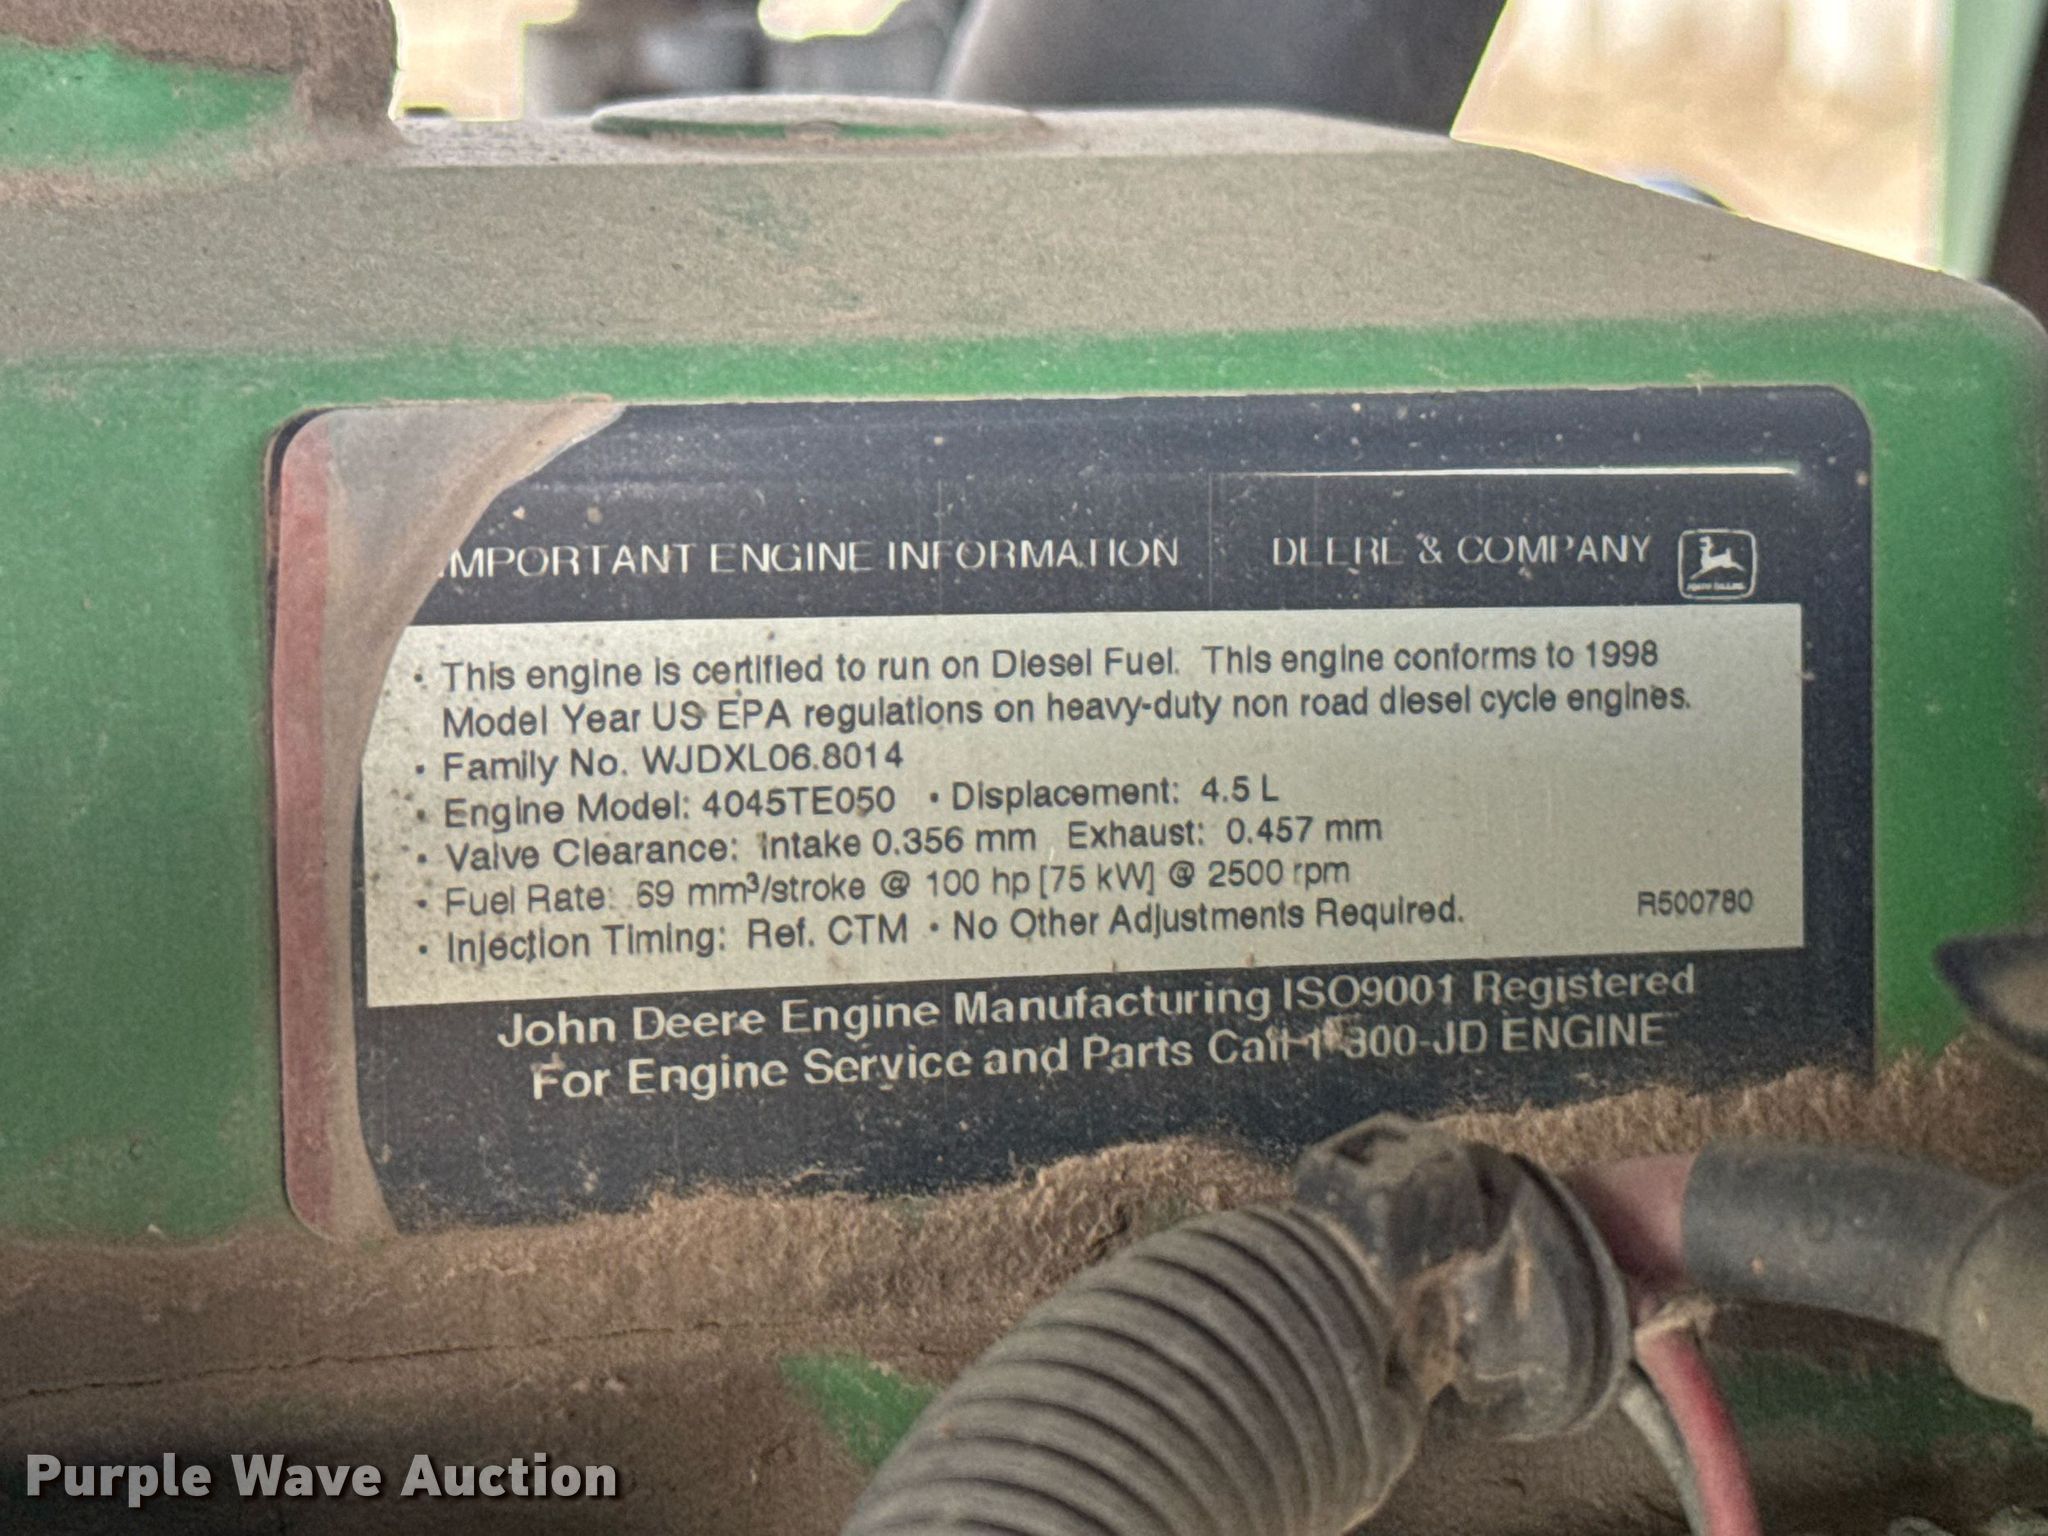 IMPORTANT ENGINE INFORMATION DEERE & COMPANY
JOHN DEERE
• This engine is certified to run on Diesel Fuel. This engine conforms to 1998
Model Year US EPA regulations on heavy-duty non road diesel cycle engines.
• Family No. WJDXL06.8014
• Engine Model: 4045TE050 • Displacement: 4.5 L
• Valve Clearance: Intake 0.356 mm Exhaust: 0.457 mm
• Fuel Rate: 69 mm³/stroke @ 100 hp [75 kW] @ 2500 rpm
• Injection Timing: Ref. CTM • No Other Adjustments Required.
R500780
John Deere Engine Manufacturing ISO9001 Registered
For Engine Service and Parts Call 1-800-JD ENGINE
Purple Wave Auction